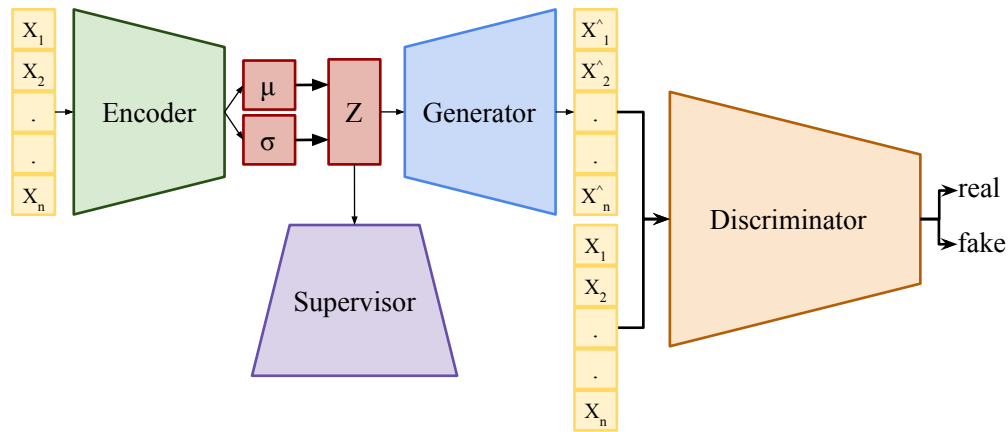 X1
X2
.
.
Xn
Encoder
μ
σ
Z
Generator
X^1
X^2
.
.
X^n
Supervisor
X1
X2
.
.
Xn
Discriminator
real
fake